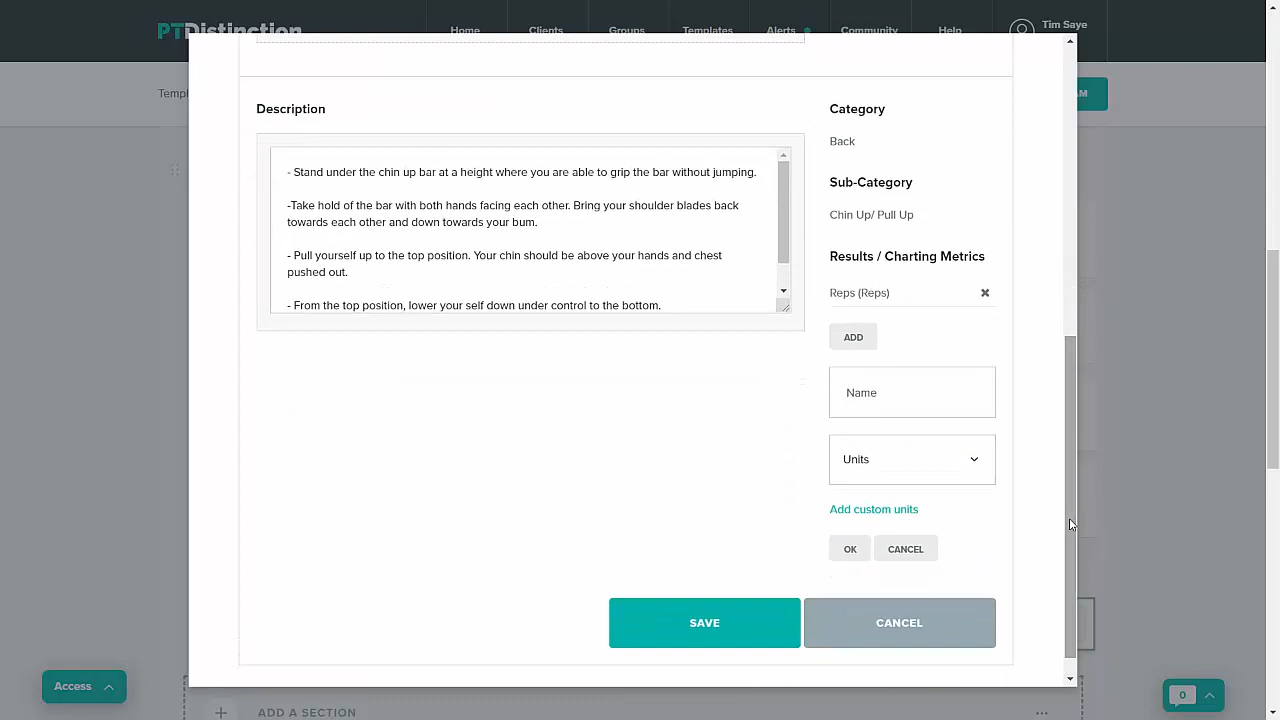 PTDistinction
Home
Clients
Groups
Templates
Alerts
Community
Help
Tim Saye
Templ
AM
Description
Category
Back
- Stand under the chin up bar at a height where you are able to grip the bar without jumping.
-Take hold of the bar with both hands facing each other. Bring your shoulder blades back
towards each other and down towards your bum.
- Pull yourself up to the top position. Your chin should be above your hands and chest
pushed out.
- From the top position, lower your self down under control to the bottom.
Sub-Category
Chin Up/ Pull Up
Results / Charting Metrics
Reps (Reps)
ADD
Name
Units
Add custom units
OK
CANCEL
SAVE
CANCEL
Access
0
ADD A SECTION